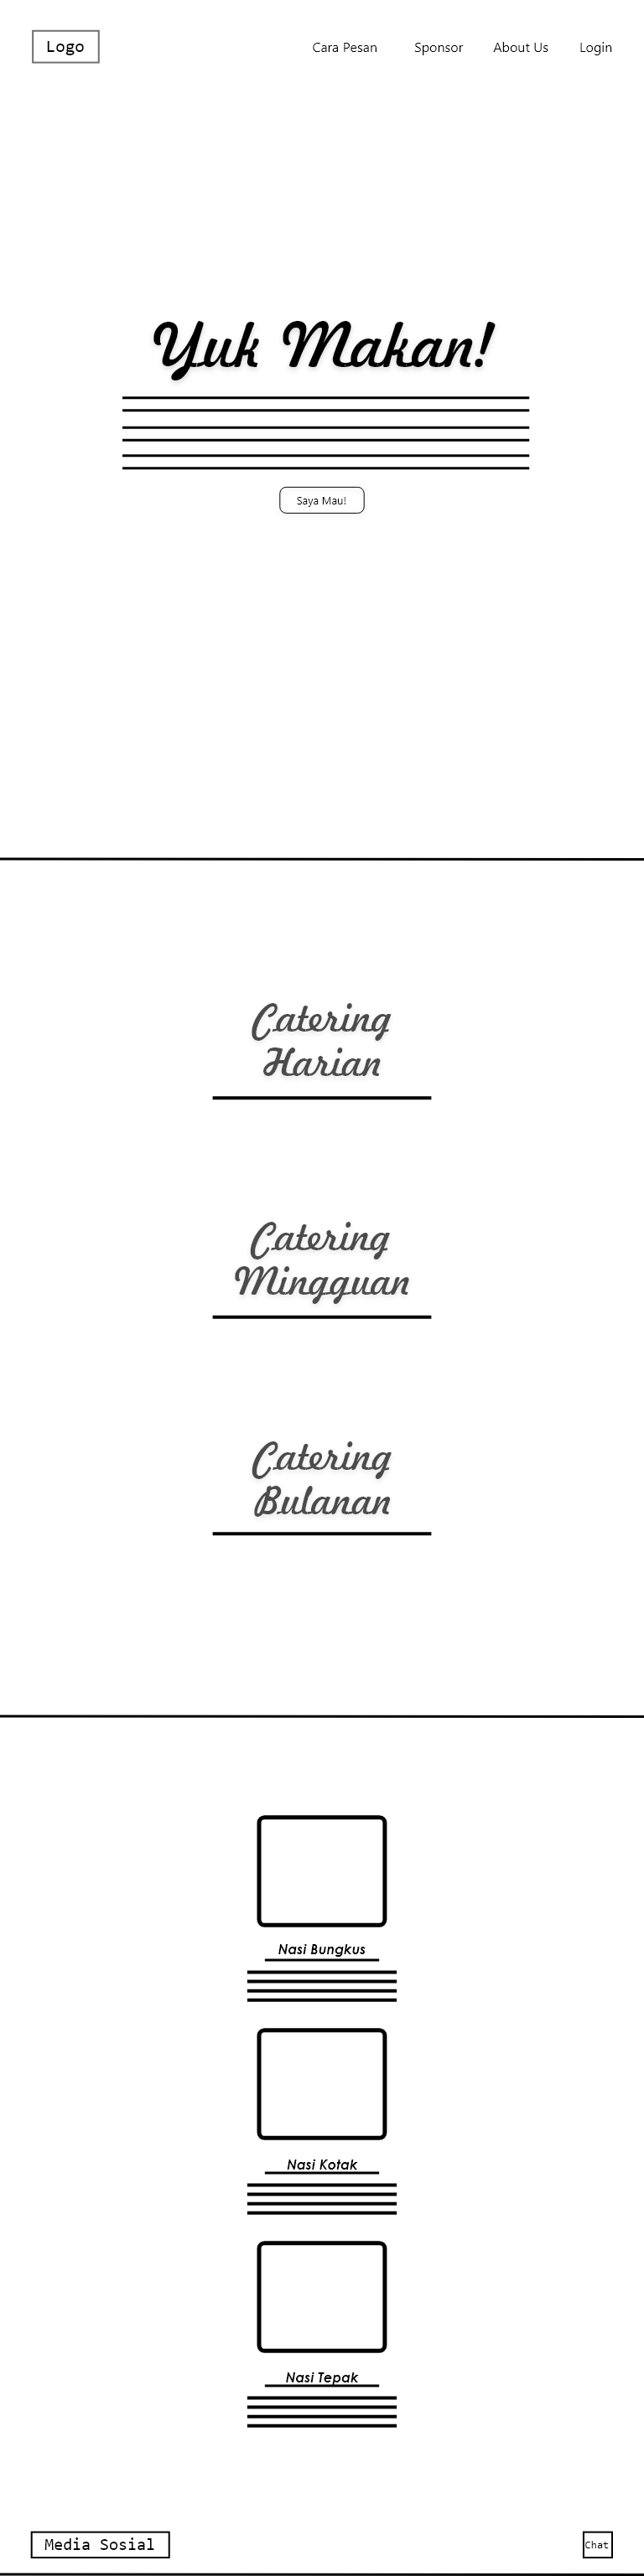 Logo
Cara Pesan Sponsor About Us Login
Yuk Makan!
Saya Mau!
Catering
Harian
Catering
Mingguan
Catering
Bulanan
Nasi Bungkus
Nasi Kotak
Nasi Tepak
Media Sosial
Chat